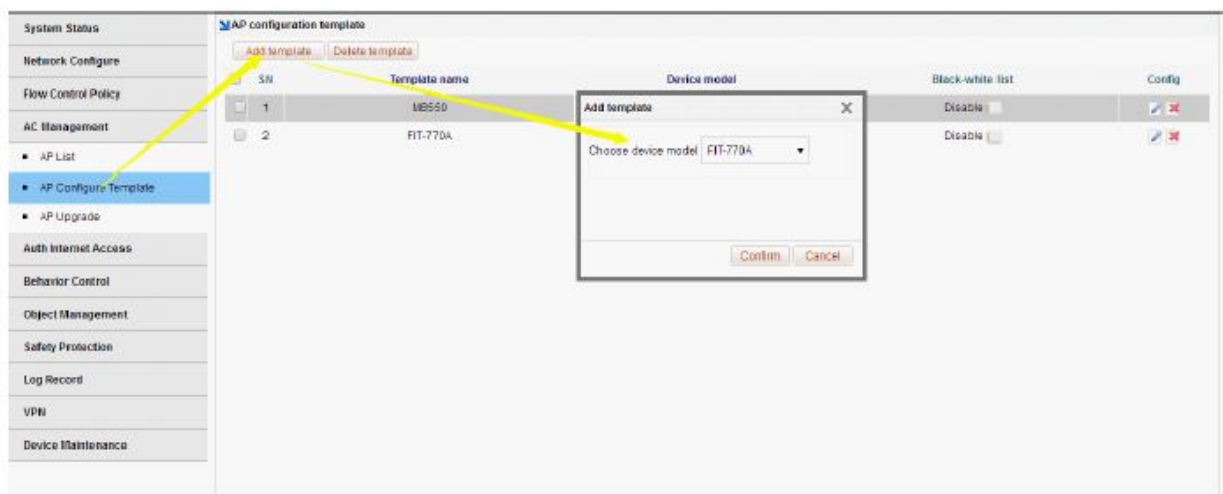 System Status
Network Configure
Flow Control Policy
AC Management
AP List
AP Configure Template
AP Upgrade
Auth Internet Access
Behavior Control
Object Management
Safety Protection
Log Record
VPN
Device Maintenance
AP configuration template
Add template Delete template
SN Template name Device model Black-white list Config
1 MB550 Disable
2 FIT-770A Disable
Add template X
Choose device model FIT-770A
Confirm Cancel